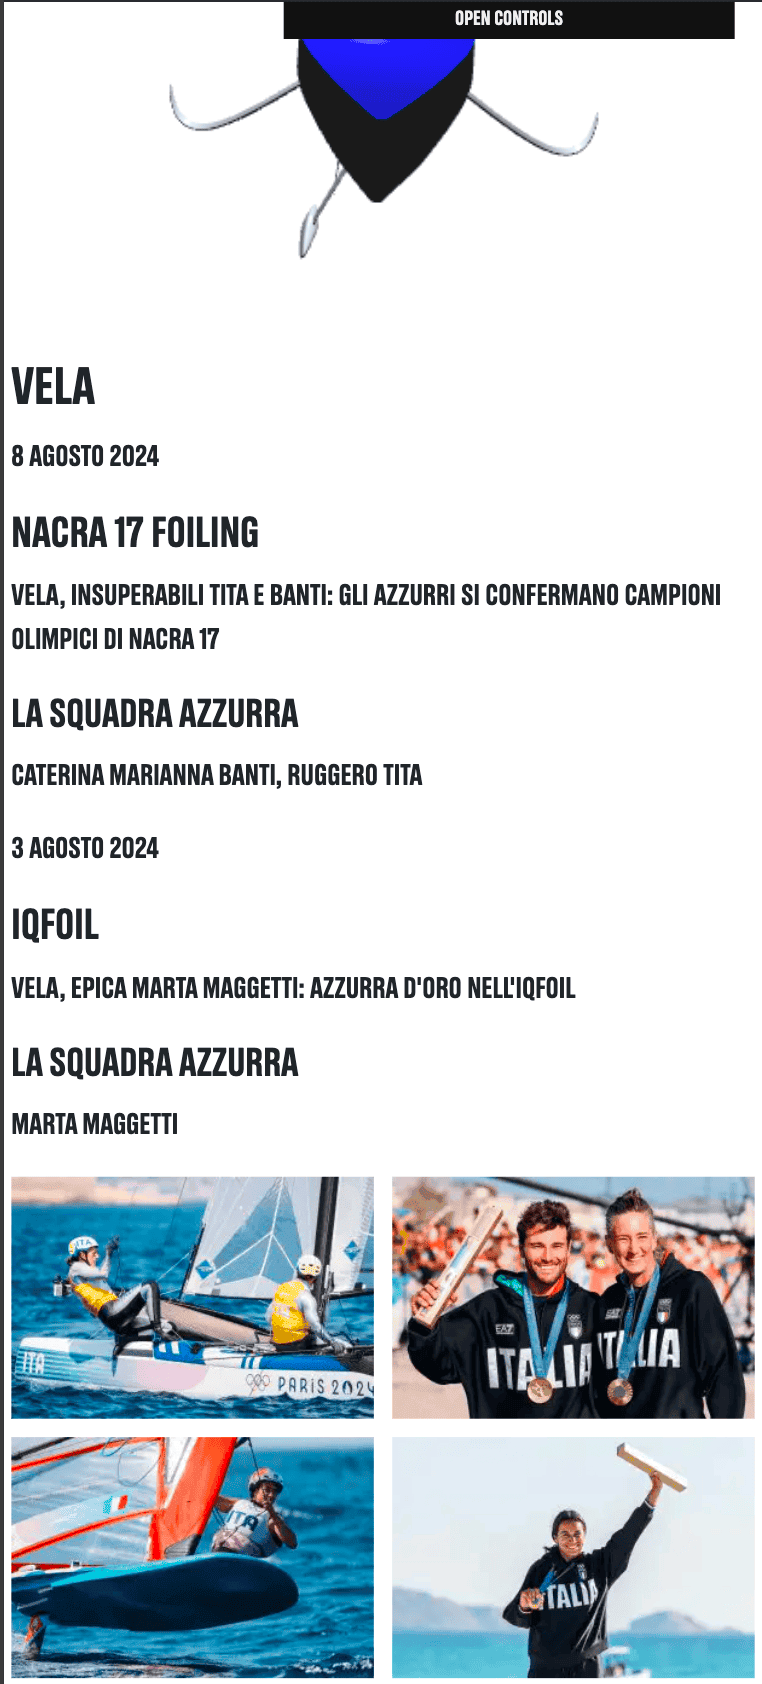 OPEN CONTROLS
VELA
8 AGOSTO 2024
NACRA 17 FOILING
VELA, INSUPERABILI TITA E BANTI: GLI AZZURRI SI CONFERMANO CAMPIONI
OLIMPICI DI NACRA 17
LA SQUADRA AZZURRA
CATERINA MARIANNA BANTI, RUGGERO TITA
3 AGOSTO 2024
IQFOIL
VELA, EPICA MARTA MAGGETTI: AZZURRA D'ORO NELL'IQFOIL
LA SQUADRA AZZURRA
MARTA MAGGETTI
ITA
ITA
PARIS 2024
EA7
ITALIA
ITALIA
ITA
ITALIA